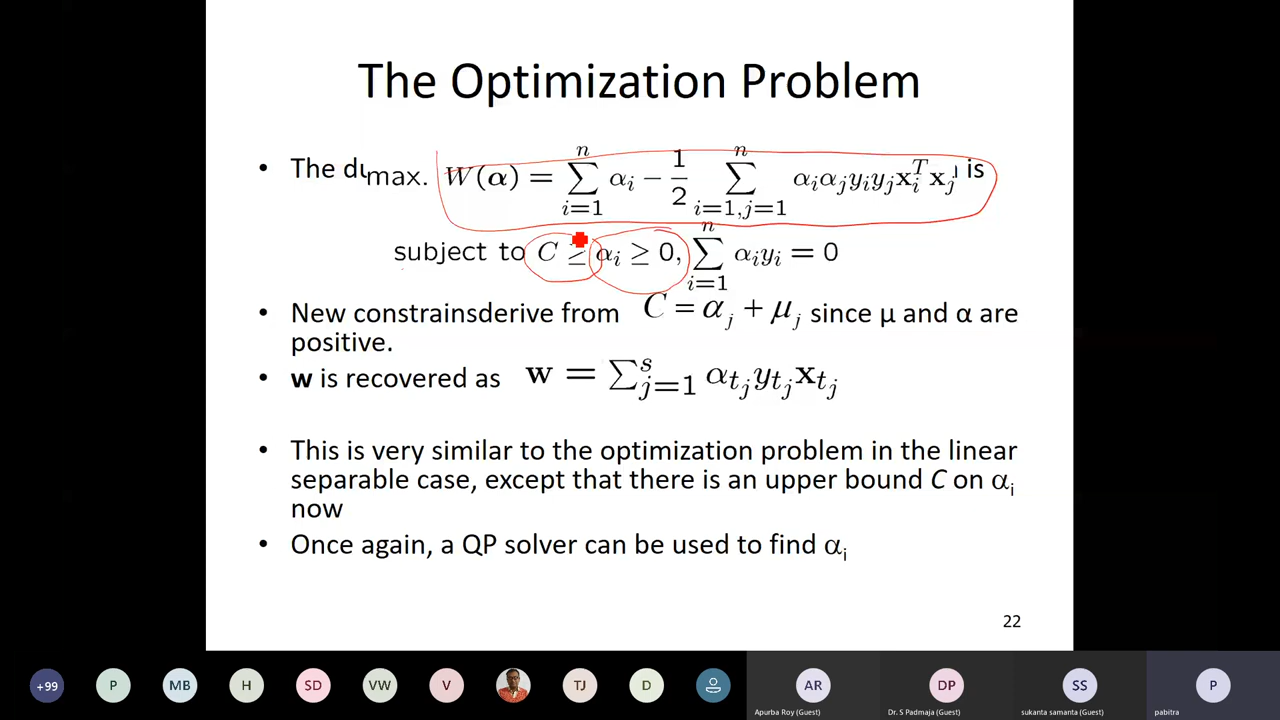 The Optimization Problem
• The du is
max. W(α) = ∑_{i=1}^{n} α_i − 1/2 ∑_{i=1,j=1}^{n} α_i α_j y_i y_j x_i^T x_j
subject to C ≥ α_i ≥ 0, ∑_{i=1}^{n} α_i y_i = 0
• New constrainsderive from C = α_j + μ_j since μ and α are
positive.
• w is recovered as w = ∑_{j=1}^{s} α_{t_j} y_{t_j} x_{t_j}
• This is very similar to the optimization problem in the linear
separable case, except that there is an upper bound C on α_i
now
• Once again, a QP solver can be used to find α_i
22
+99 P MB H SD VW V TJ D AR DP SS P
Apurba Roy (Guest) Dr. S Padmaja (Guest) sukanta samanta (Guest) pabitra